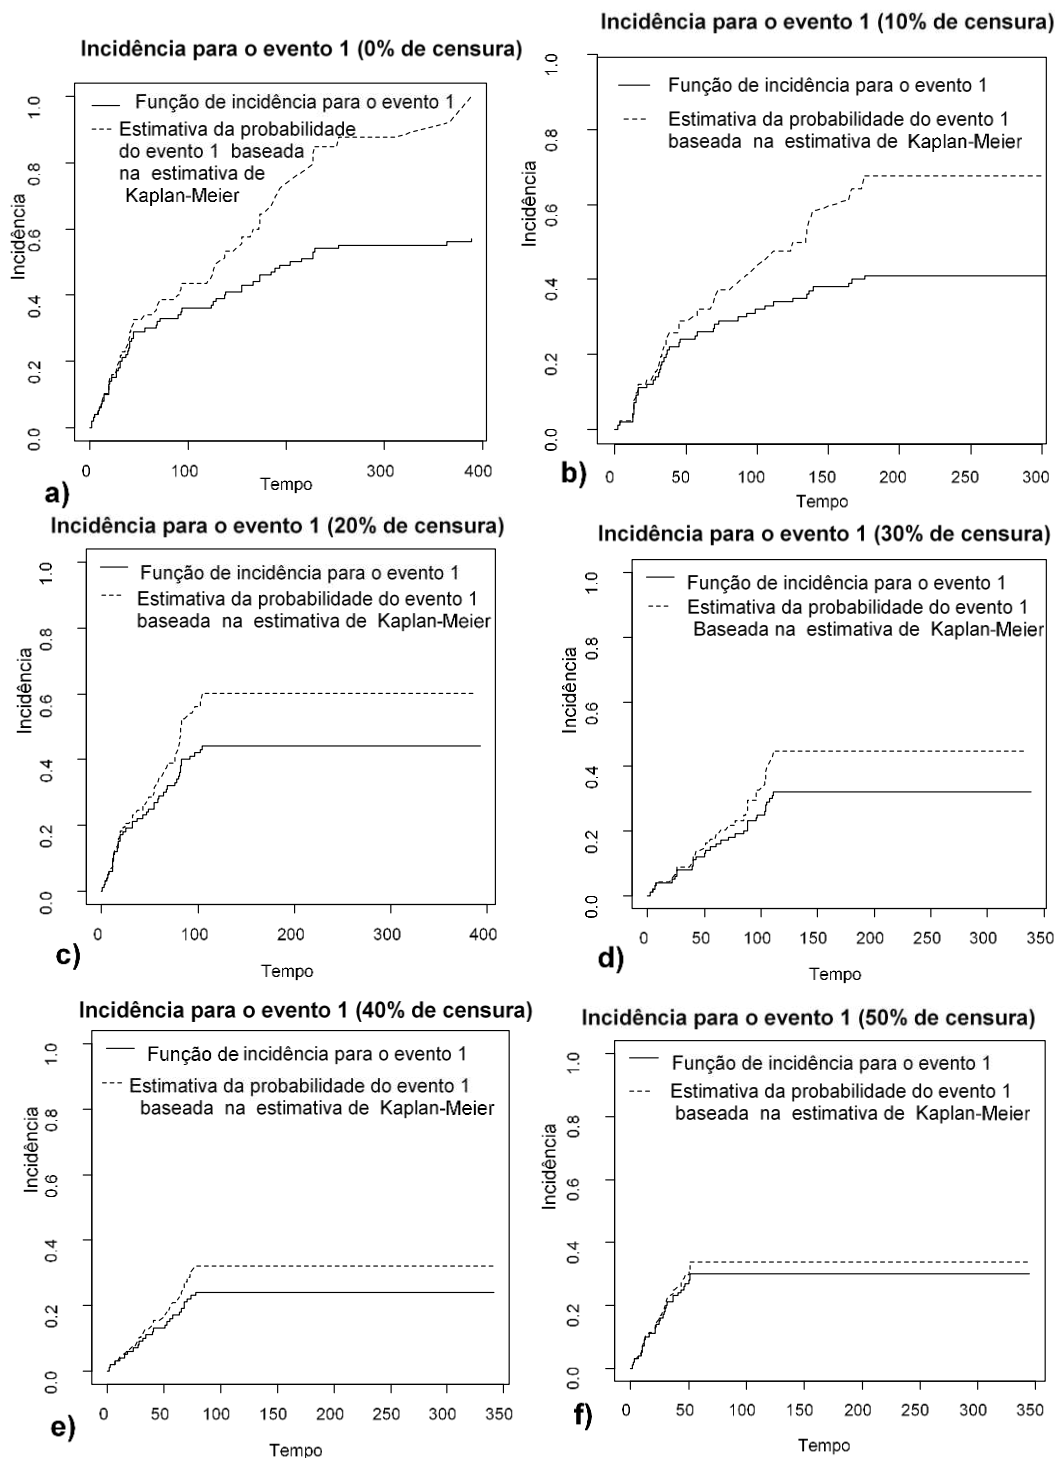 Incidência para o evento 1 (0% de censura)
Função de incidência para o evento 1
Estimativa da probabilidade
do evento 1 baseada
na estimativa de
Kaplan-Meier
Incidência
0.0 0.2 0.4 0.6 0.8 1.0
0 100 300 400
Tempo
a)
Incidência para o evento 1 (10% de censura)
Função de incidência para o evento 1
Estimativa da probabilidade do evento 1
baseada na estimativa de Kaplan-Meier
Incidência
0.0 0.2 0.4 0.6 0.8 1.0
0 50 100 150 200 250 300
Tempo
b)
Incidência para o evento 1 (20% de censura)
Função de incidência para o evento 1
Estimativa da probabilidade do evento 1
baseada na estimativa de Kaplan-Meier
Incidência
0.0 0.2 0.4 0.6 0.8 1.0
0 100 200 300 400
Tempo
c)
Incidência para o evento 1 (30% de censura)
Função de incidência para o evento 1
Estimativa da probabilidade do evento 1
Baseada na estimativa de Kaplan-Meier
Incidência
0.0 0.2 0.4 0.6 0.8 1.0
0 50 100 150 200 250 300 350
Tempo
d)
Incidência para o evento 1 (40% de censura)
Função de incidência para o evento 1
Estimativa da probabilidade do evento 1
baseada na estimativa de Kaplan-Meier
Incidência
0.0 0.2 0.4 0.6 0.8 1.0
0 50 100 150 200 250 300 350
Tempo
e)
Incidência para o evento 1 (50% de censura)
Função de incidência para o evento 1
Estimativa da probabilidade do evento 1
baseada na estimativa de Kaplan-Meier
Incidência
0.0 0.2 0.4 0.6 0.8 1.0
0 50 100 150 200 250 300 350
Tempo
f)